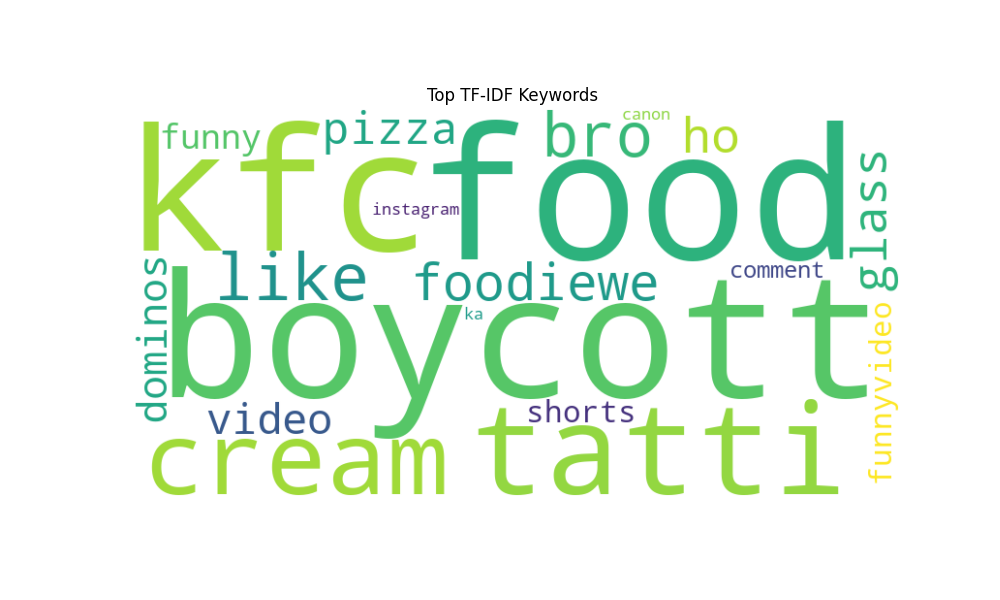 Top TF-IDF Keywords
canon
funny
pizza
bro
ho
kfc
food
instagram
glass
like
foodiewe
comment
dominos
boycott
ka
funnyvideo
video
shorts
cream
tatti